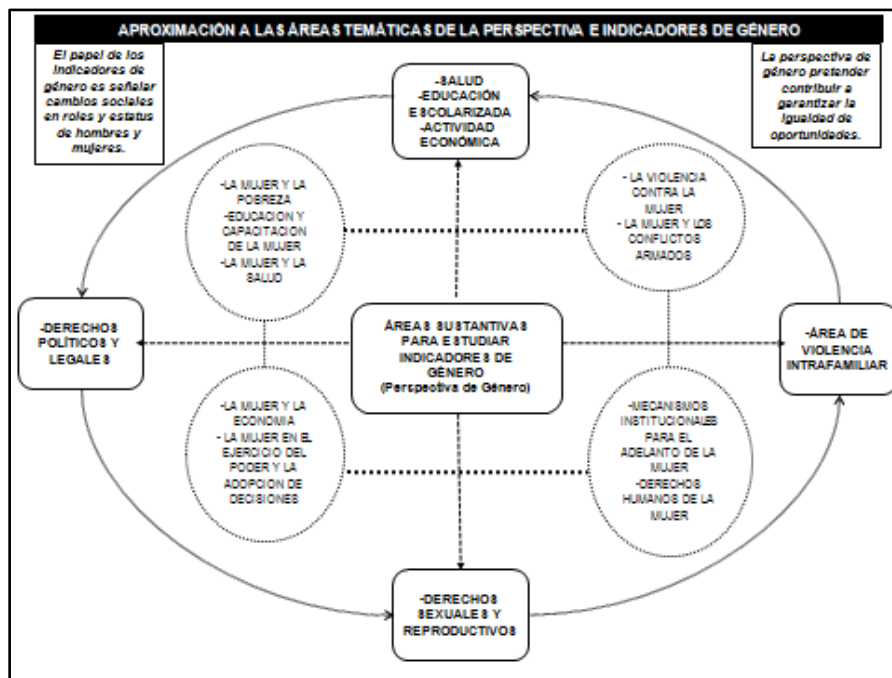 APROXIMACIÓN A LAS ÁREAS TEMÁTICAS DE LA PERSPECTIVA E INDICADORES DE GÉNERO
El papel de los
indicadores de
género es señalar
cambios sociales
en roles y estatus
de hombres y
mujeres.
La perspectiva de
género pretender
contribuir a
garantizar la
igualdad de
oportunidades.
-SALUD
-EDUCACIÓN
ESCOLARIZADA
-ACTIVIDAD
ECONÓMICA
-LA MUJER Y LA
POBREZA
- EDUCACION Y
CAPACITACION
DE LA MUJER
- LA MUJER Y LA
SALUD
- LA VIOLENCIA
CONTRA LA
MUJER
- LA MUJER Y LOS
CONFLICTOS
ARMADOS
-DERECHOS
POLÍTICOS Y
LEGALES
ÁREAS SUSTANTIVAS
PARA ESTUDIAR
INDICADORES DE
GÉNERO
(Perspectiva de Género)
-ÁREA DE
VIOLENCIA
INTRAFAMILIAR
-LA MUJER Y LA
ECONOMIA
- LA MUJER EN EL
EJERCICIO DEL
PODER Y LA
ADOPCION DE
DECISIONES
-MECANISMOS
INSTITUCIONALES
PARA EL
ADELANTO DE LA
MUJER
-DERECHOS
HUMANOS DE LA
MUJER
-DERECHOS
SEXUALES Y
REPRODUCTIVOS